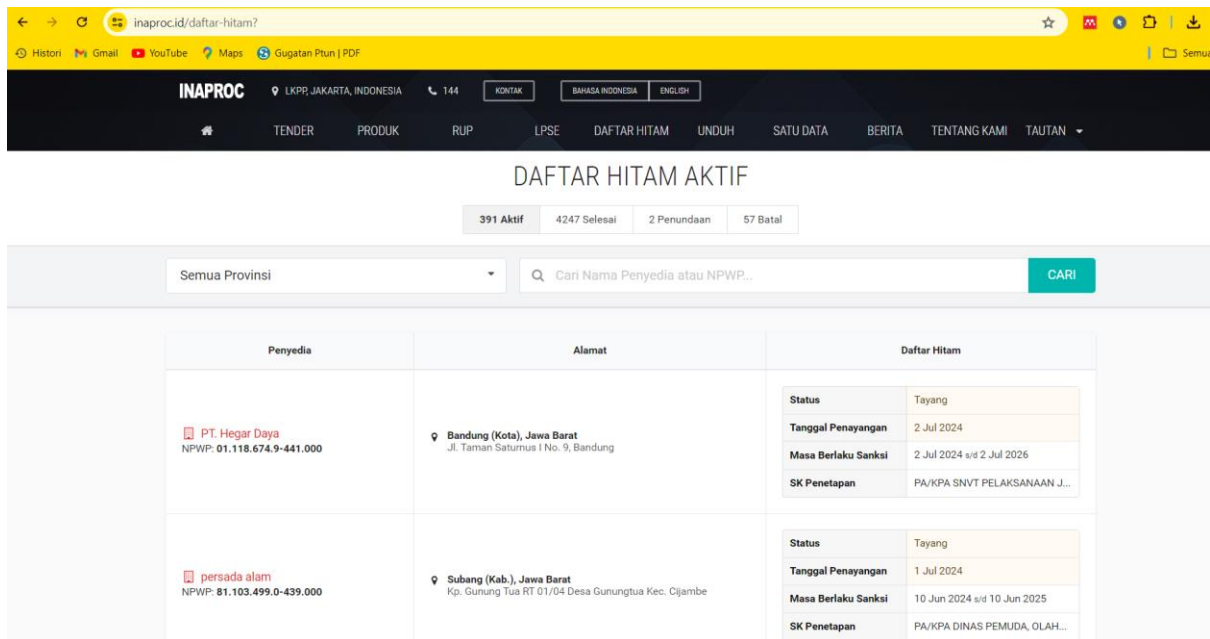 inaproc.id/daftar-hitam?
Histori Gmail YouTube Maps Gugatan Ptun | PDF Semua
INAPROC LKPP, JAKARTA, INDONESIA 144 KONTAK BAHASA INDONESIA ENGLISH
TENDER PRODUK RUP LPSE DAFTAR HITAM UNDUH SATU DATA BERITA TENTANG KAMI TAUTAN
DAFTAR HITAM AKTIF
391 Aktif 4247 Selesai 2 Penundaan 57 Batal
Semua Provinsi Cari Nama Penyedia atau NPWP... CARI
Penyedia Alamat Daftar Hitam
PT. Hegar Daya
NPWP: 01.118.674.9-441.000
Bandung (Kota), Jawa Barat
Jl. Taman Saturnus I No. 9, Bandung
Status Tayang
Tanggal Penayangan 2 Jul 2024
Masa Berlaku Sanksi 2 Jul 2024 s/d 2 Jul 2026
SK Penetapan PA/KPA SNVT PELAKSANAAN J...
persada alam
NPWP: 81.103.499.0-439.000
Subang (Kab.), Jawa Barat
Kp. Gunung Tua RT 01/04 Desa Gunungtua Kec. Cijambe
Status Tayang
Tanggal Penayangan 1 Jul 2024
Masa Berlaku Sanksi 10 Jun 2024 s/d 10 Jun 2025
SK Penetapan PA/KPA DINAS PEMUDA, OLAH...